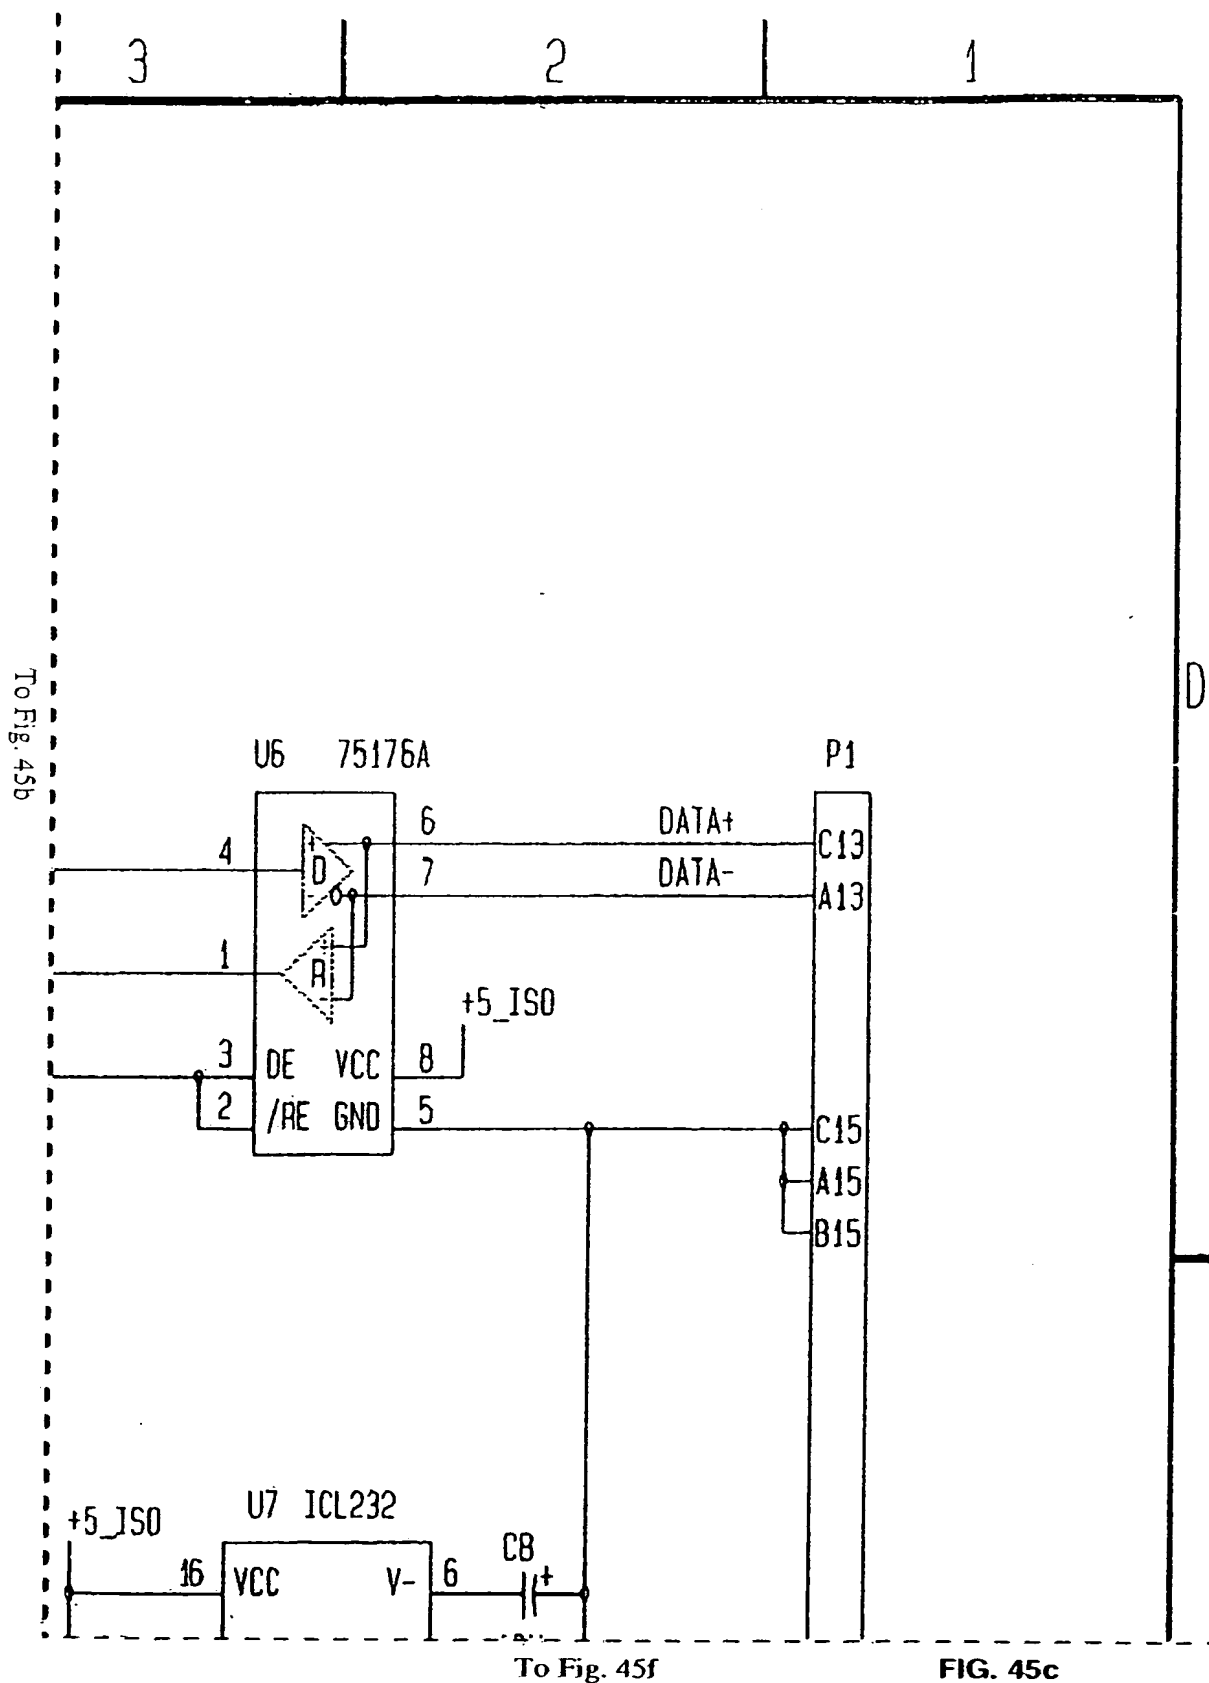 3 2 1
D
To Fig. 45b
U6 75176A P1
6 DATA+ C13
4 D 7 DATA- A13
1 R
+5_ISO
3 DE VCC 8
2 /RE GND 5 C15
A15
B15
U7 ICL232
+5_ISO
C8
16 VCC V- 6 +
To Fig. 45f FIG. 45c